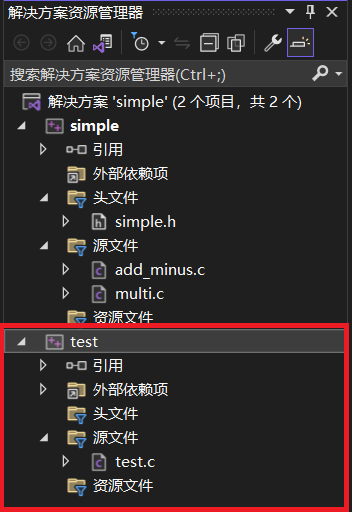 解决方案资源管理器
搜索解决方案资源管理器(Ctrl+;)
解决方案 'simple' (2 个项目，共 2 个)
simple
引用
外部依赖项
头文件
simple.h
源文件
add_minus.c
multi.c
资源文件
test
引用
外部依赖项
头文件
源文件
test.c
资源文件